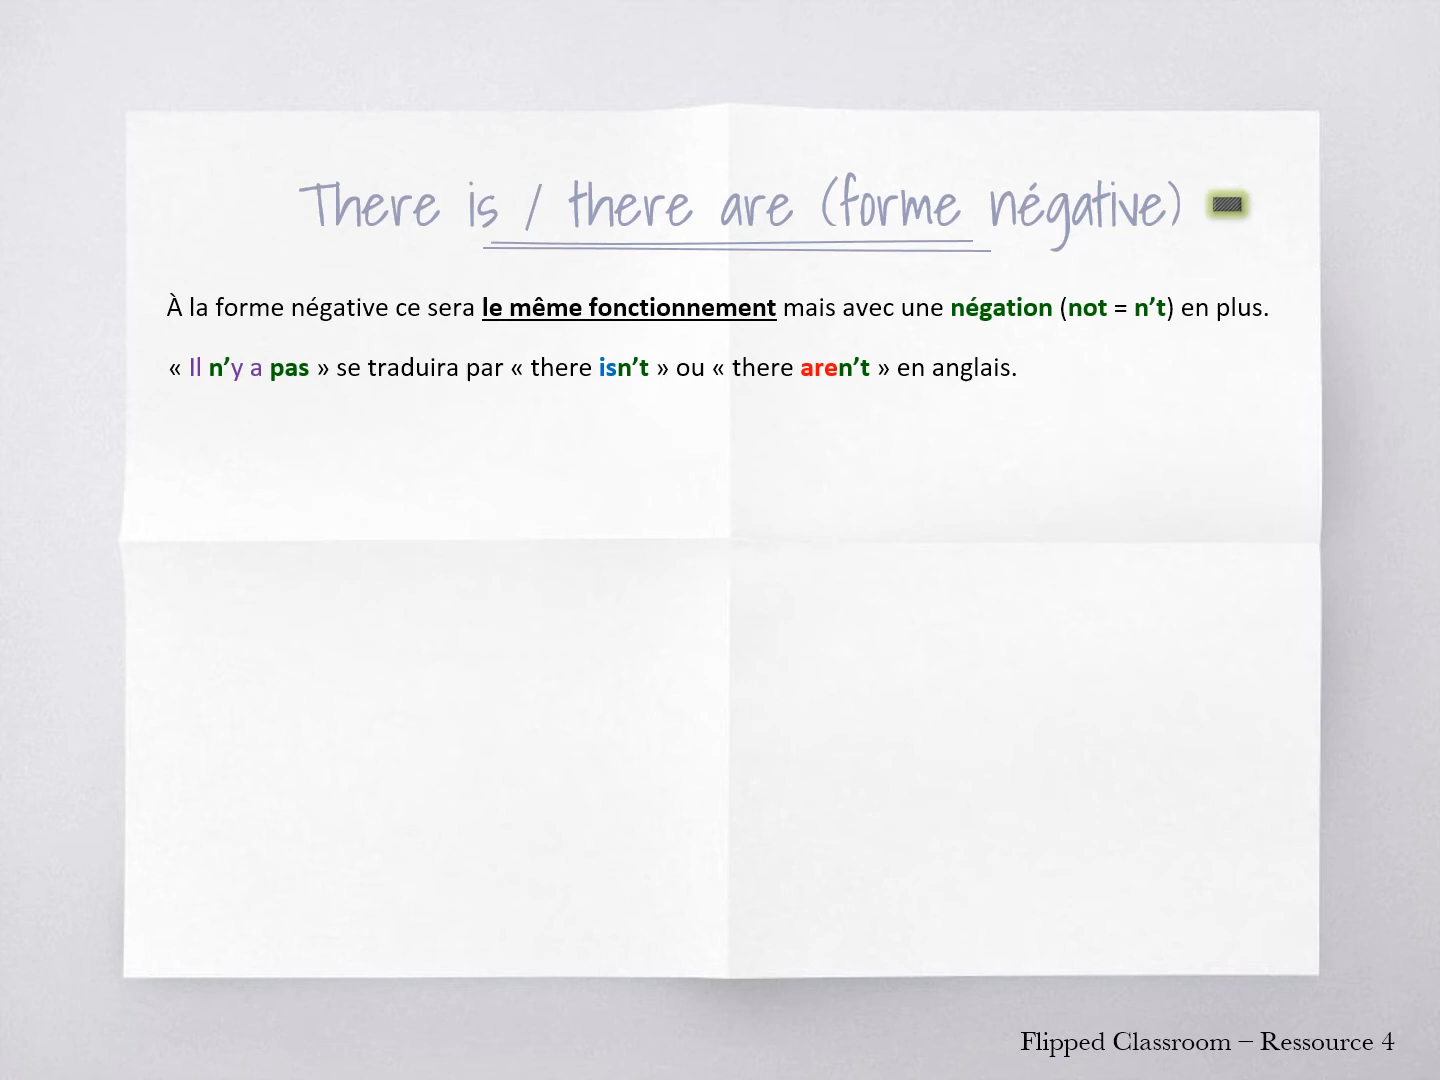 There is / there are (forme négative)
À la forme négative ce sera le même fonctionnement mais avec une négation (not = n’t) en plus.
« Il n’y a pas » se traduira par « there isn’t » ou « there aren’t » en anglais.
Flipped Classroom – Ressource 4